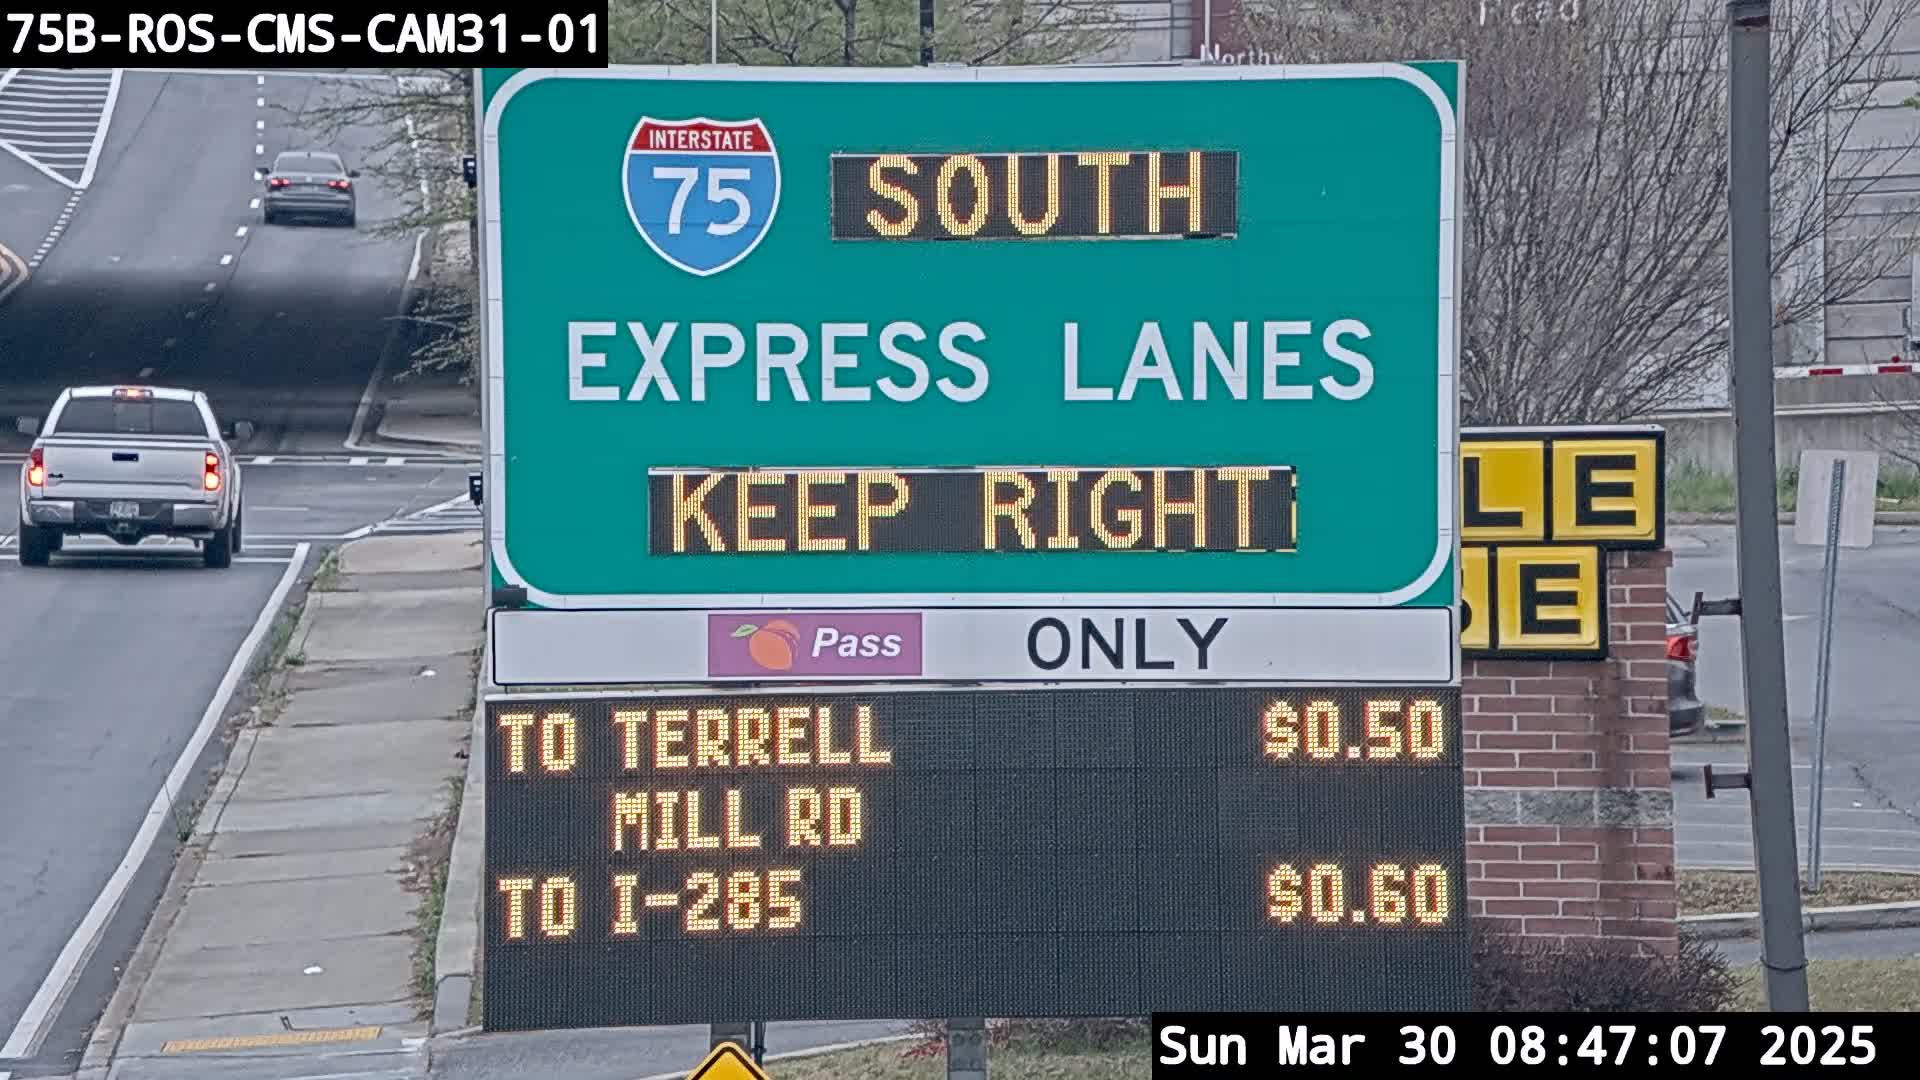 75B-ROS-CMS-CAM31-01
INTERSTATE
75
SOUTH
EXPRESS LANES
KEEP RIGHT
Pass ONLY
TO TERRELL $0.50
MILL RD
TO I-285 $0.60
LE
E
Sun Mar 30 08:47:07 2025